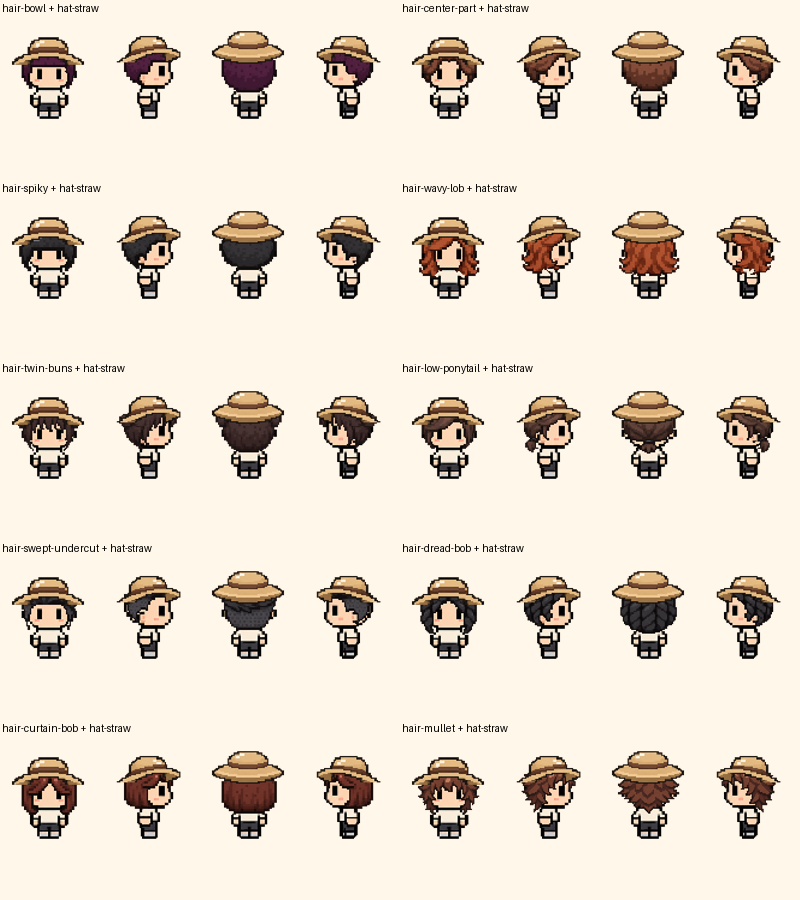 hair-bowl + hat-straw
hair-center-part + hat-straw
hair-spiky + hat-straw
hair-wavy-lob + hat-straw
hair-twin-buns + hat-straw
hair-low-ponytail + hat-straw
hair-swept-undercut + hat-straw
hair-dread-bob + hat-straw
hair-curtain-bob + hat-straw
hair-mullet + hat-straw